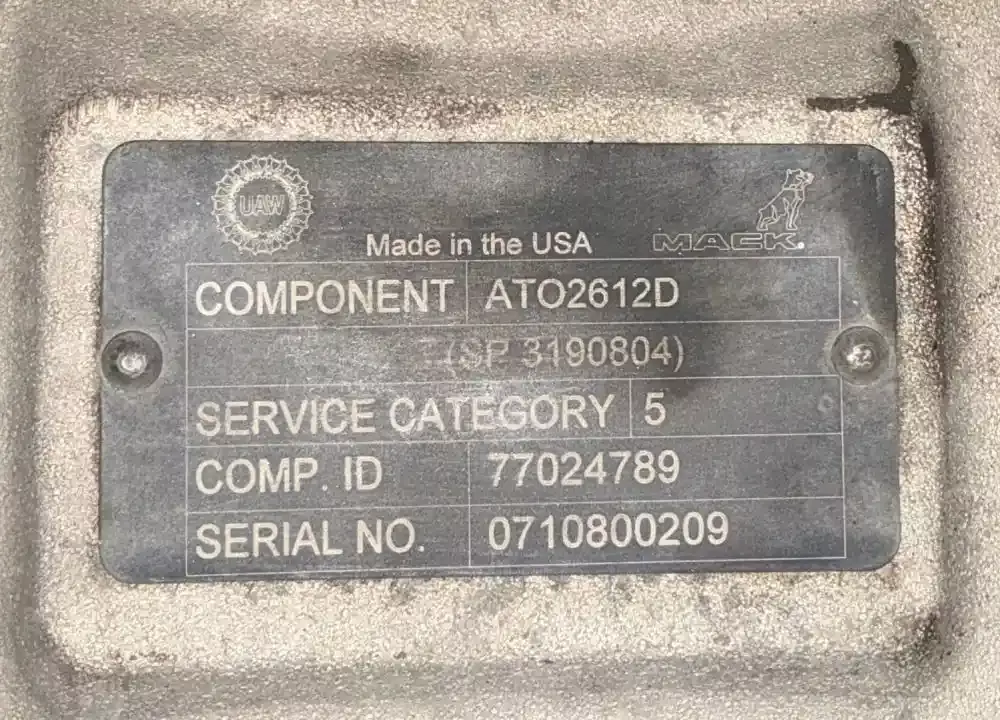 UAW
Made in the USA MACK.
COMPONENT ATO2612D
(SP 3190804)
SERVICE CATEGORY 5
COMP. ID 77024789
SERIAL NO. 0710800209